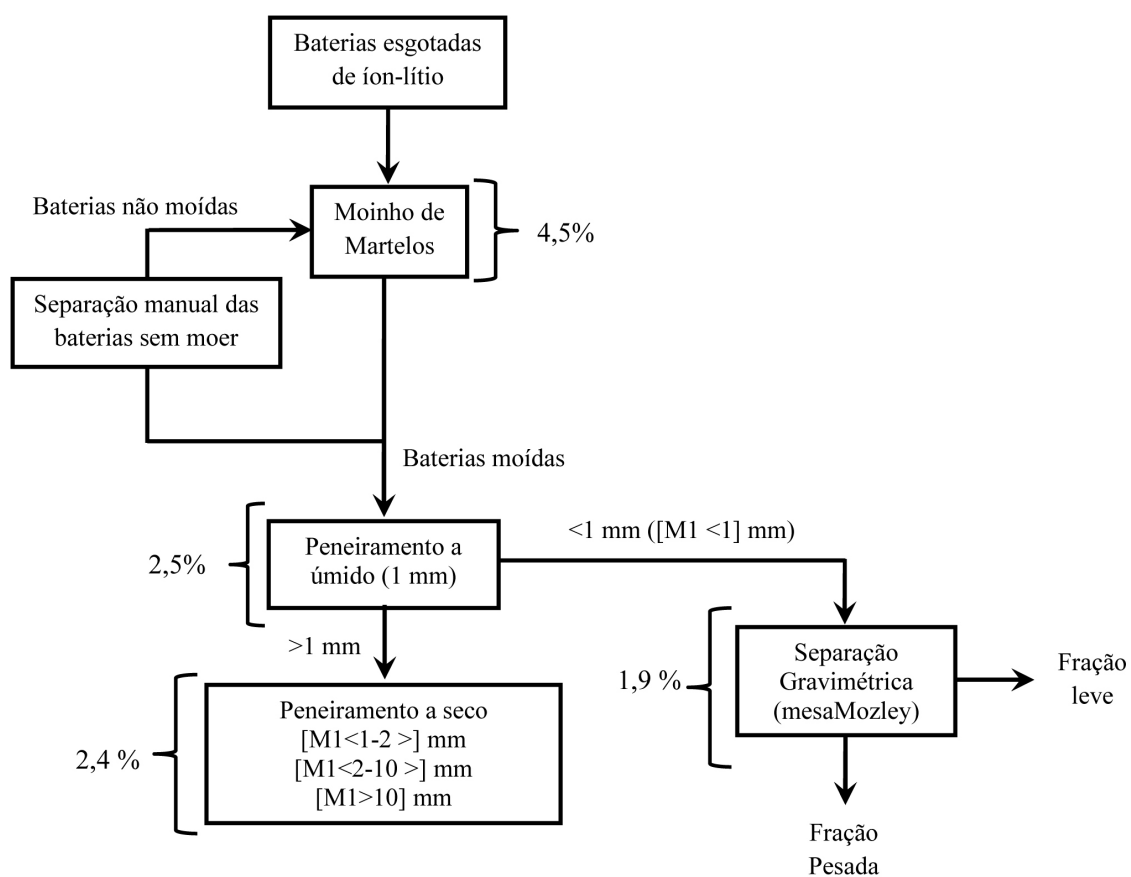 Baterias esgotadas
de íon-lítio
Baterias não moídas
Moinho de
Martelos
4,5%
Separação manual das
baterias sem moer
Baterias moídas
<1 mm ([M1 <1] mm)
Peneiramento a
úmido (1 mm)
2,5%
>1 mm
Separação
Gravimétrica
(mesaMozley)
1,9 %
Fração
leve
Peneiramento a seco
[M1<1-2 >] mm
[M1<2-10 >] mm
[M1>10] mm
2,4 %
Fração
Pesada